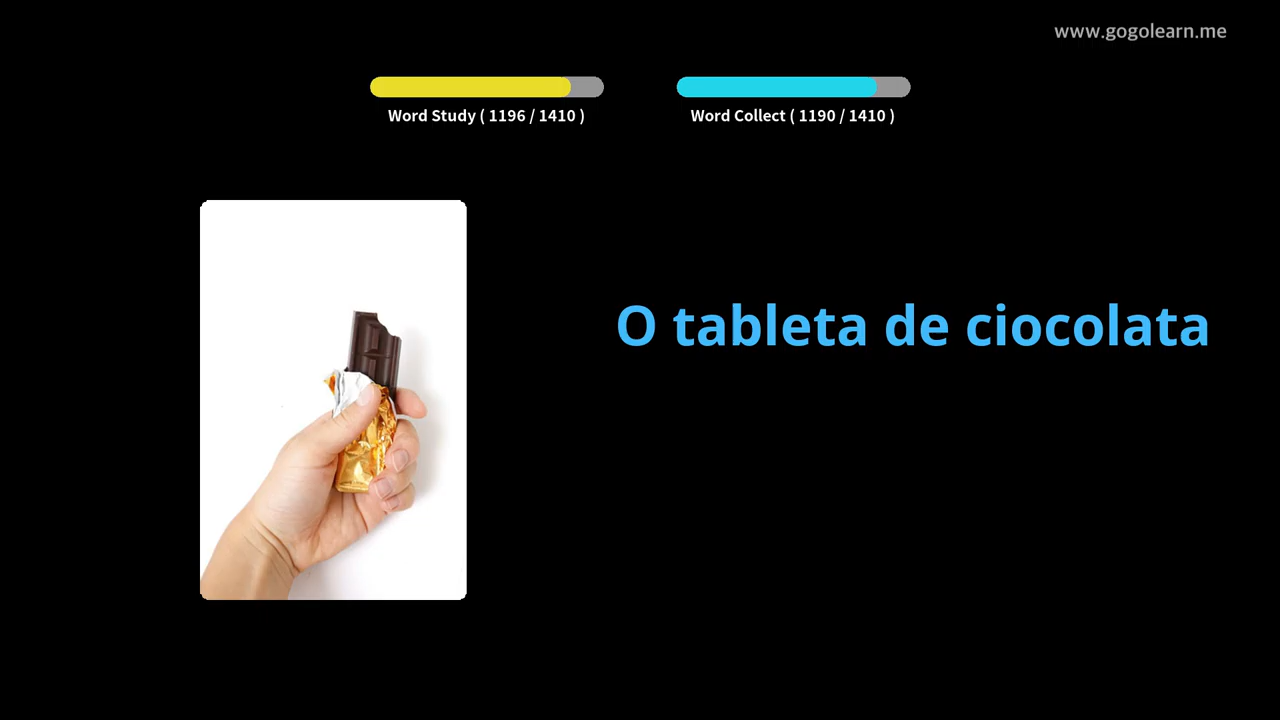 www.gogolearn.me
Word Study ( 1196 / 1410 )
Word Collect ( 1190 / 1410 )
O tableta de ciocolata